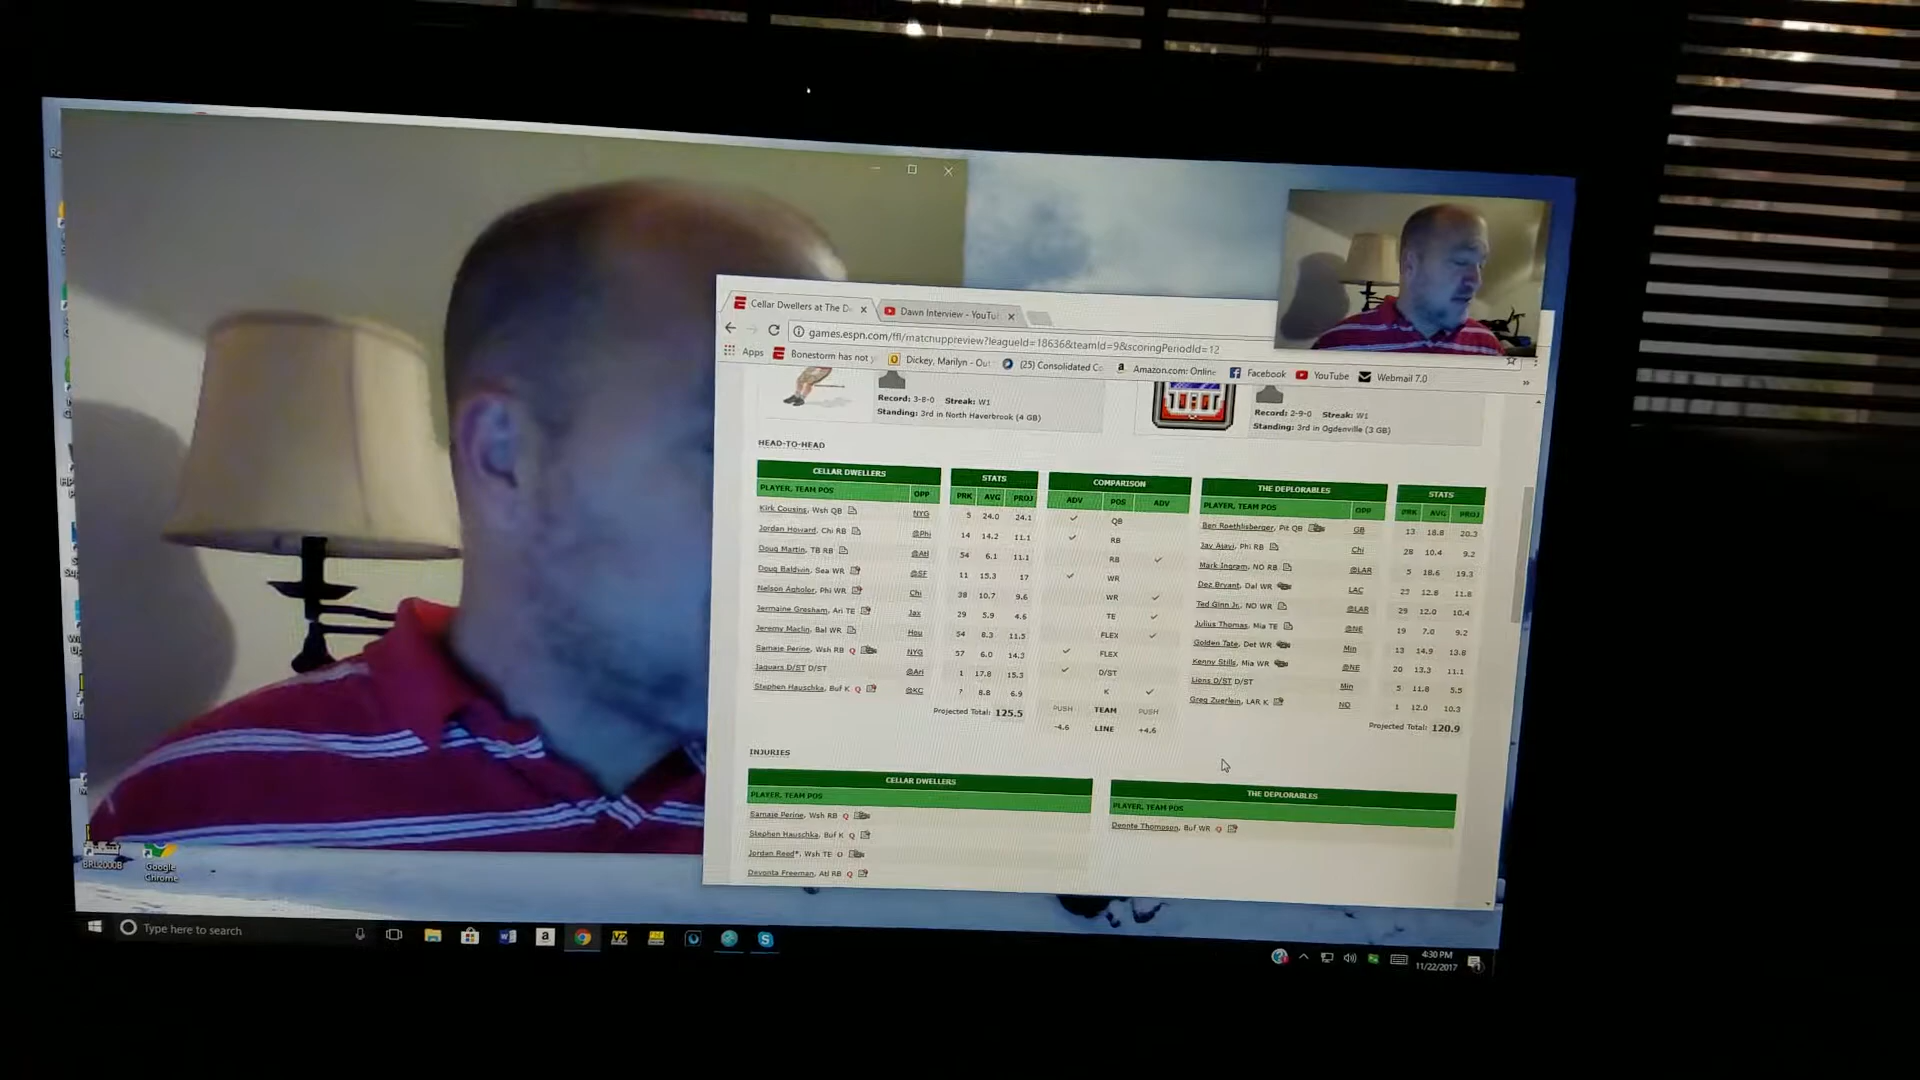 Cellar Dwellers at The De
Dawn Interview - YouTu
games.espn.com/ffl/matchuppreview?leagueId=18636&teamId=9&scoringPeriodId=12
Apps
Bonestorm has not y
Dickey, Marilyn - Out
(25) Consolidated Co
Amazon.com: Online
Facebook
YouTube
Webmail 7.0
Record: 3-8-0 Streak: W1
Standing: 3rd in North Haverbrook (4 GB)
Record: 2-9-0 Streak: W1
Standing: 3rd in Ogdenville (3 GB)
HEAD-TO-HEAD
CELLAR DWELLERS
PLAYER, TEAM POS OPP
Kirk Cousins, Wsh QB NYG
Jordan Howard, Chi RB @Phi
Doug Martin, TB RB @Atl
Doug Baldwin, Sea WR @SF
Nelson Agholor, Phi WR Chi
Jermaine Gresham, Ari TE Jax
Jeremy Maclin, Bal WR Hou
Samaje Perine, Wsh RB Q NYG
Jaguars D/ST D/ST @Ari
Stephen Hauschka, Buf K Q @KC
STATS
PRK AVG PROJ
5 24.0 24.1
14 14.2 11.1
54 6.1 11.1
11 15.3 17
38 10.7 9.6
29 5.9 4.6
54 8.3 11.5
57 6.0 14.3
1 17.8 15.3
7 8.8 6.9
Projected Total: 125.5
COMPARISON
ADV POS ADV
QB
RB
RB
WR
WR
TE
FLEX
FLEX
D/ST
K
PUSH TEAM PUSH
-4.6 LINE +4.6
THE DEPLORABLES
PLAYER, TEAM POS OPP
Ben Roethlisberger, Pit QB GB
Jay Ajayi, Phi RB Chi
Mark Ingram, NO RB @LAR
Dez Bryant, Dal WR LAC
Ted Ginn Jr., NO WR @LAR
Julius Thomas, Mia TE @NE
Golden Tate, Det WR Min
Kenny Stills, Mia WR @NE
Lions D/ST D/ST Min
Greg Zuerlein, LAR K NO
STATS
PRK AVG PROJ
13 18.8 20.3
28 10.4 9.2
5 18.6 19.3
23 12.8 11.8
29 12.0 10.4
19 7.0 9.2
13 14.9 13.8
20 13.3 11.1
5 11.8 5.5
1 12.0 10.3
Projected Total: 120.9
INJURIES
CELLAR DWELLERS
PLAYER, TEAM POS
Samaje Perine, Wsh RB Q
Stephen Hauschka, Buf K Q
Jordan Reed*, Wsh TE O
Devonta Freeman, Atl RB Q
THE DEPLORABLES
PLAYER, TEAM POS
Deonte Thompson, Buf WR Q
Google
Chrome
Type here to search
4:30 PM
11/22/2017